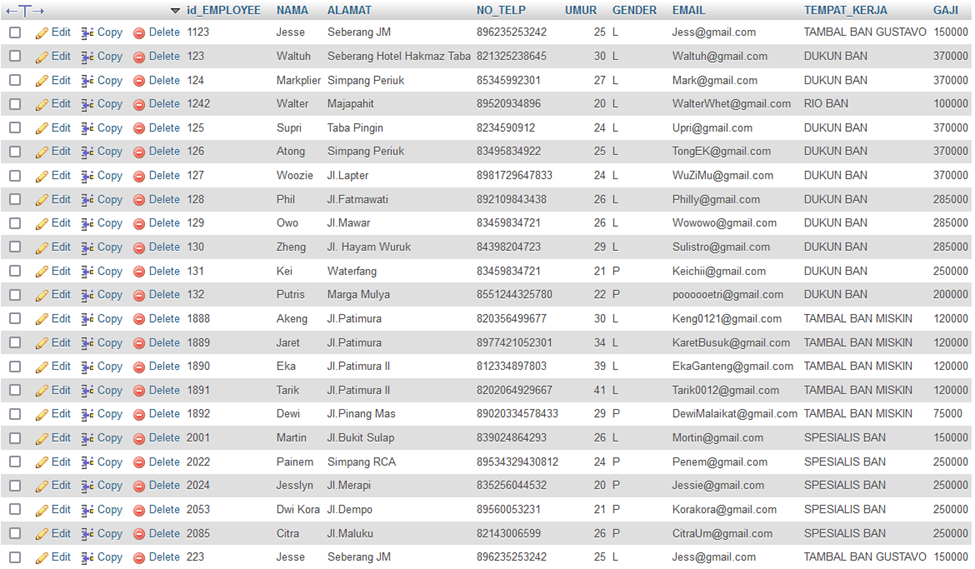 ←T→ id_EMPLOYEE NAMA ALAMAT NO_TELP UMUR GENDER EMAIL TEMPAT_KERJA GAJI
Edit Copy Delete 1123 Jesse Seberang JM 896235253242 25 L Jess@gmail.com TAMBAL BAN GUSTAVO 150000
Edit Copy Delete 123 Waltuh Seberang Hotel Hakmaz Taba 821325238645 30 L Waltuh@gmail.com DUKUN BAN 370000
Edit Copy Delete 124 Markplier Simpang Periuk 85345992301 27 L Mark@gmail.com DUKUN BAN 370000
Edit Copy Delete 1242 Walter Majapahit 89520934896 20 L WalterWhet@gmail.com RIO BAN 100000
Edit Copy Delete 125 Supri Taba Pingin 8234590912 24 L Upri@gmail.com DUKUN BAN 370000
Edit Copy Delete 126 Atong Simpang Periuk 83495834922 25 L TongEK@gmail.com DUKUN BAN 370000
Edit Copy Delete 127 Woozie Jl.Lapter 8981729647833 24 L WuZiMu@gmail.com DUKUN BAN 370000
Edit Copy Delete 128 Phil Jl.Fatmawati 892109843438 26 L Philly@gmail.com DUKUN BAN 285000
Edit Copy Delete 129 Owo Jl.Mawar 83459834721 26 L Wowowo@gmail.com DUKUN BAN 285000
Edit Copy Delete 130 Zheng Jl. Hayam Wuruk 84398204723 29 L Sulistro@gmail.com DUKUN BAN 285000
Edit Copy Delete 131 Kei Waterfang 83459834721 21 P Keichii@gmail.com DUKUN BAN 250000
Edit Copy Delete 132 Putris Marga Mulya 8551244325780 22 P poooooetri@gmail.com DUKUN BAN 200000
Edit Copy Delete 1888 Akeng Jl.Patimura 820356499677 30 L Keng0121@gmail.com TAMBAL BAN MISKIN 120000
Edit Copy Delete 1889 Jaret Jl.Patimura 8977421052301 34 L KaretBusuk@gmail.com TAMBAL BAN MISKIN 120000
Edit Copy Delete 1890 Eka Jl.Patimura II 812334897803 39 L EkaGanteng@gmail.com TAMBAL BAN MISKIN 120000
Edit Copy Delete 1891 Tarik Jl.Patimura II 8202064929667 41 L Tarik0012@gmail.com TAMBAL BAN MISKIN 120000
Edit Copy Delete 1892 Dewi Jl.Pinang Mas 89020334578433 29 P DewiMalaikat@gmail.com TAMBAL BAN MISKIN 75000
Edit Copy Delete 2001 Martin Jl.Bukit Sulap 839024864293 26 L Mortin@gmail.com SPESIALIS BAN 150000
Edit Copy Delete 2022 Painem Simpang RCA 89534329430812 24 P Penem@gmail.com SPESIALIS BAN 250000
Edit Copy Delete 2024 Jesslyn Jl.Merapi 835256044532 20 P Jessie@gmail.com SPESIALIS BAN 250000
Edit Copy Delete 2053 Dwi Kora Jl.Dempo 89560053231 21 P Korakora@gmail.com SPESIALIS BAN 250000
Edit Copy Delete 2085 Citra Jl.Maluku 82143006599 26 P CitraUm@gmail.com SPESIALIS BAN 250000
Edit Copy Delete 223 Jesse Seberang JM 896235253242 25 L Jess@gmail.com TAMBAL BAN GUSTAVO 150000